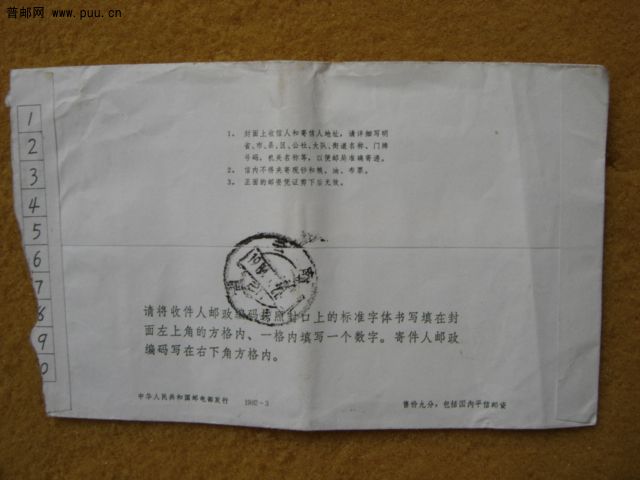 普邮网 www.puu.cn
1
2
3
4
5
6
7
8
9
0
1. 封面上收信人和寄信人地址，请详细写明
省、市、县、区、公社、大队、街道名称、门牌
号码，机关名称等，以便邮局准确寄递。
2. 信内不得夹寄现钞和粮、油、布票。
3. 正面的邮资凭证剪下后无效。
请将收件人邮政编码按照封口上的标准字体书写填在封
面左上角的方格内、一格内填写一个数字。寄件人邮政
编码写在右下角方格内。
中华人民共和国邮电部发行 1982-3
售价九分，包括国内平信邮资